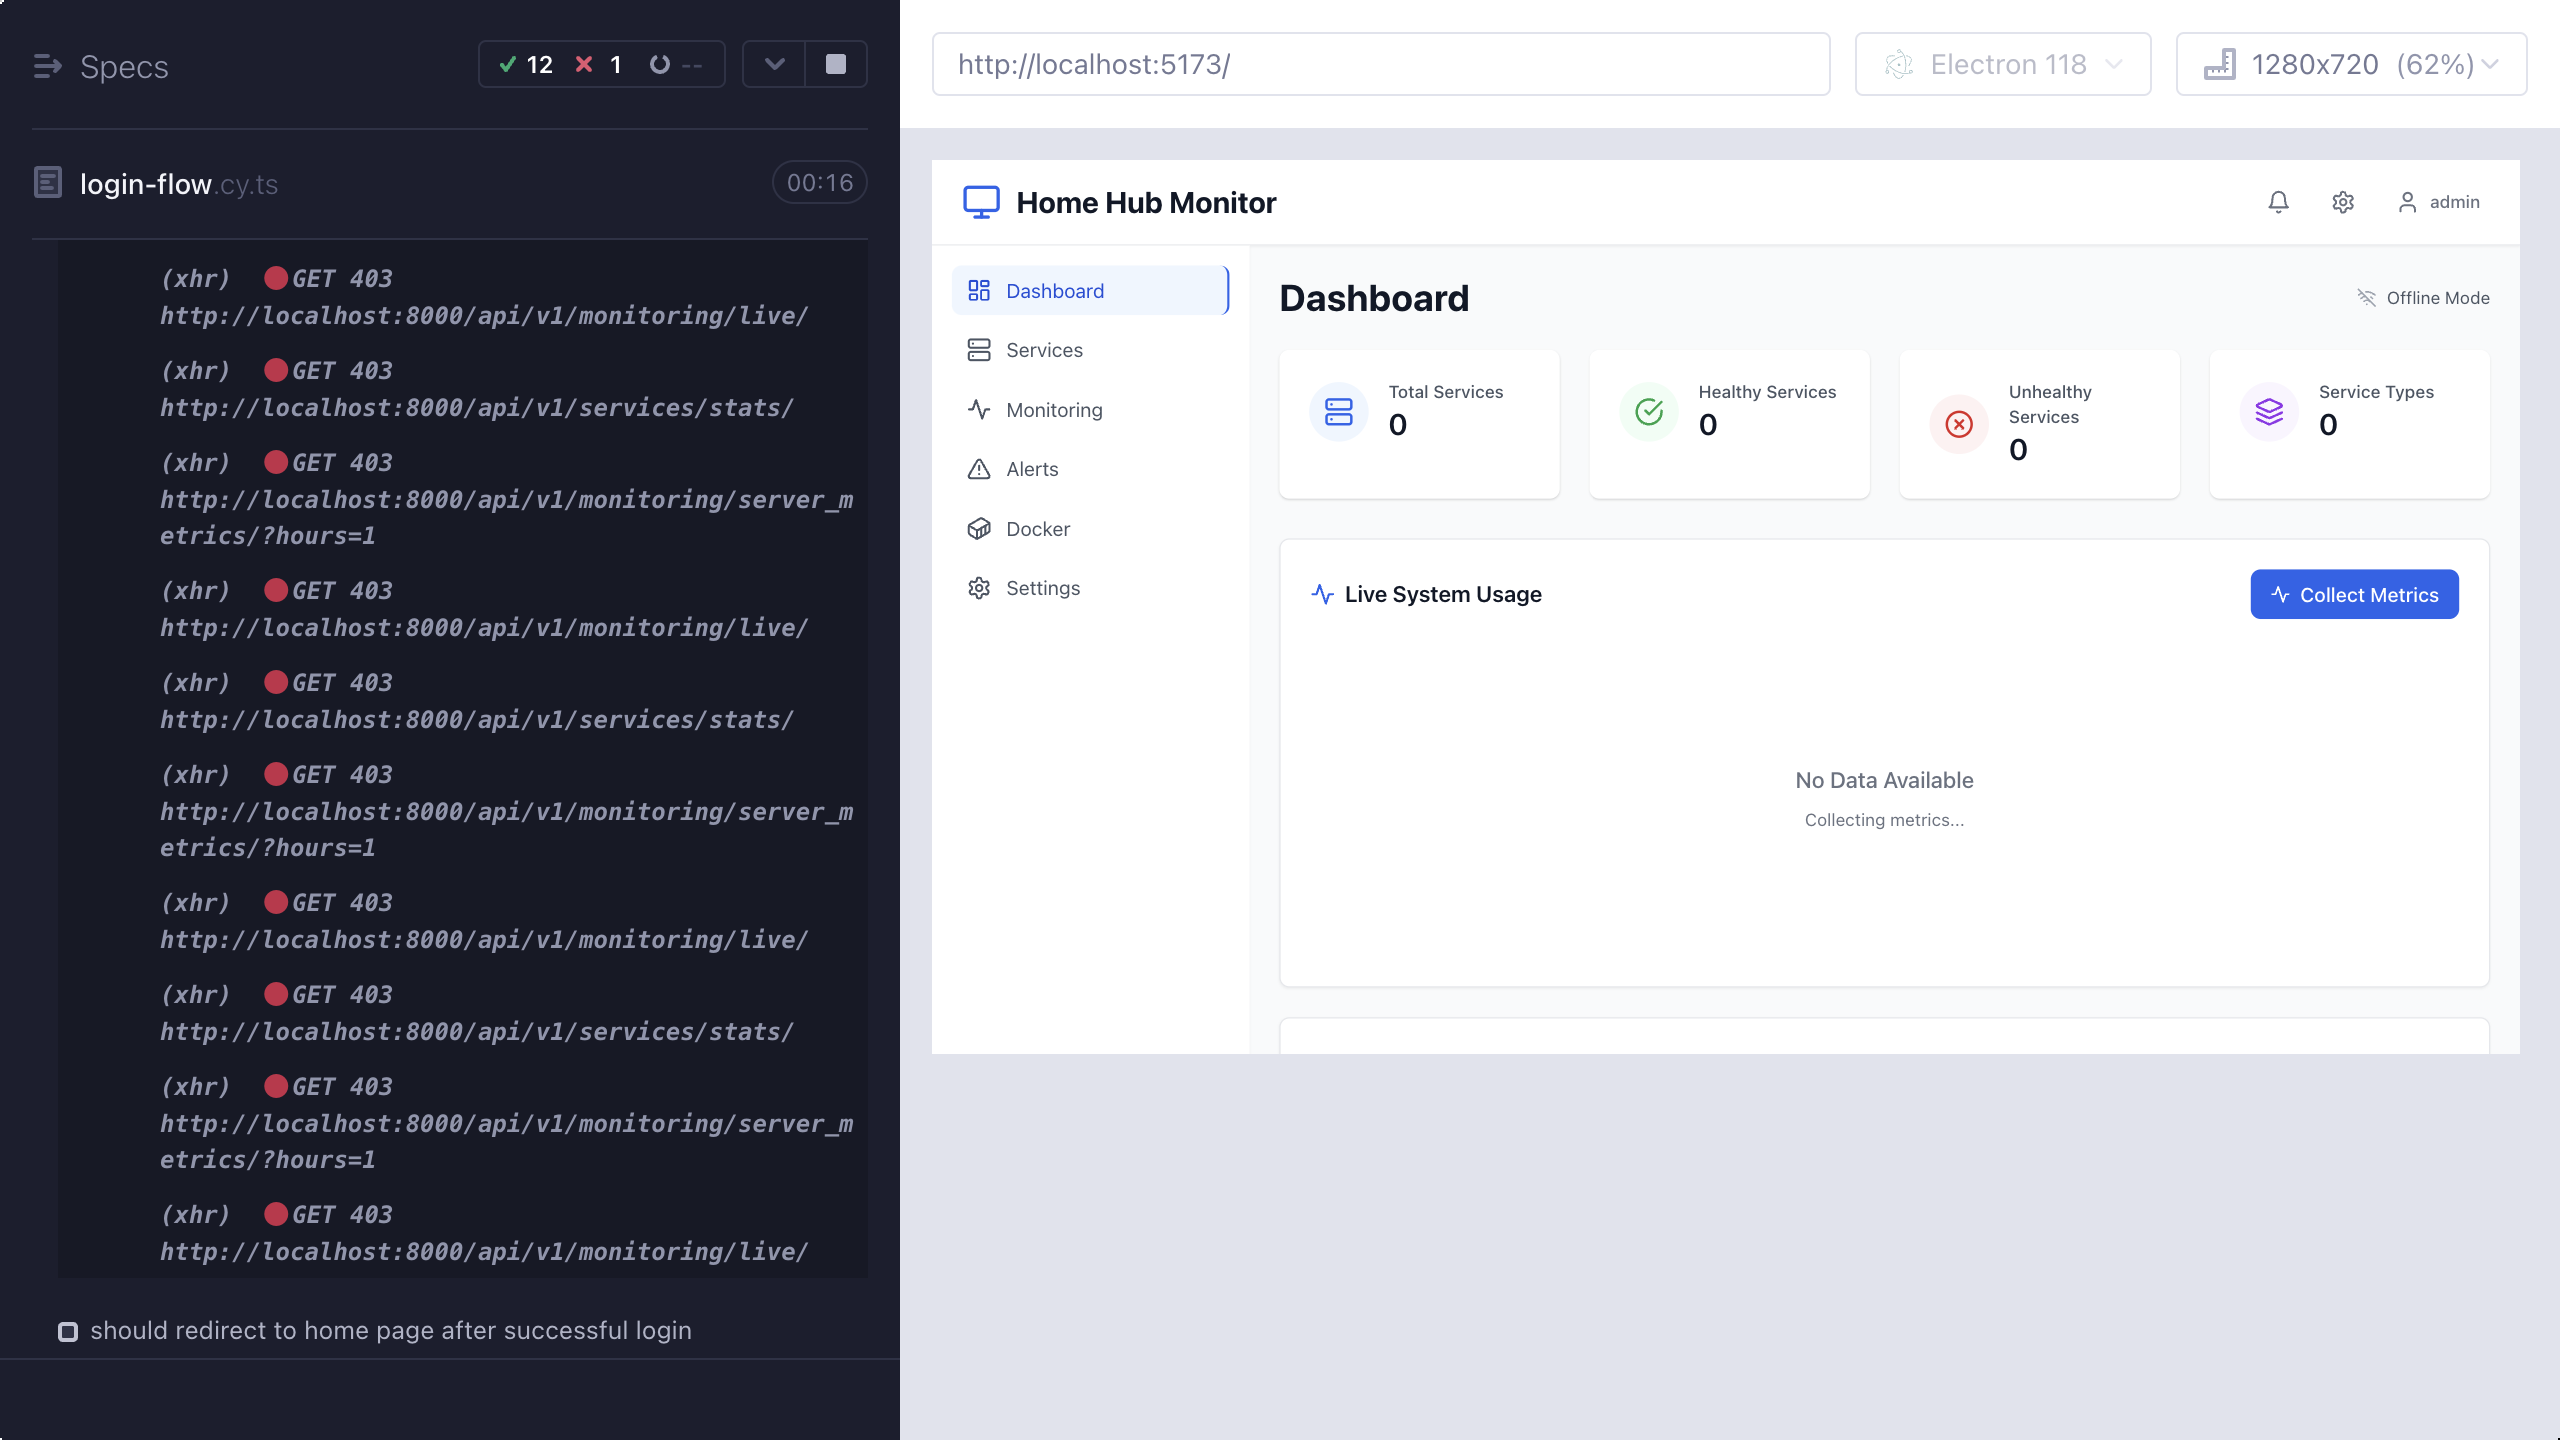 Specs
12 1 --
login-flow.cy.ts
00:16
(xhr) GET 403
http://localhost:8000/api/v1/monitoring/live/
(xhr) GET 403
http://localhost:8000/api/v1/services/stats/
(xhr) GET 403
http://localhost:8000/api/v1/monitoring/server_m
etrics/?hours=1
(xhr) GET 403
http://localhost:8000/api/v1/monitoring/live/
(xhr) GET 403
http://localhost:8000/api/v1/services/stats/
(xhr) GET 403
http://localhost:8000/api/v1/monitoring/server_m
etrics/?hours=1
(xhr) GET 403
http://localhost:8000/api/v1/monitoring/live/
(xhr) GET 403
http://localhost:8000/api/v1/services/stats/
(xhr) GET 403
http://localhost:8000/api/v1/monitoring/server_m
etrics/?hours=1
(xhr) GET 403
http://localhost:8000/api/v1/monitoring/live/
should redirect to home page after successful login
http://localhost:5173/
Electron 118
1280x720 (62%)
Home Hub Monitor
admin
Dashboard
Services
Monitoring
Alerts
Docker
Settings
Dashboard
Offline Mode
Total Services
0
Healthy Services
0
Unhealthy
Services
0
Service Types
0
Live System Usage
Collect Metrics
No Data Available
Collecting metrics...